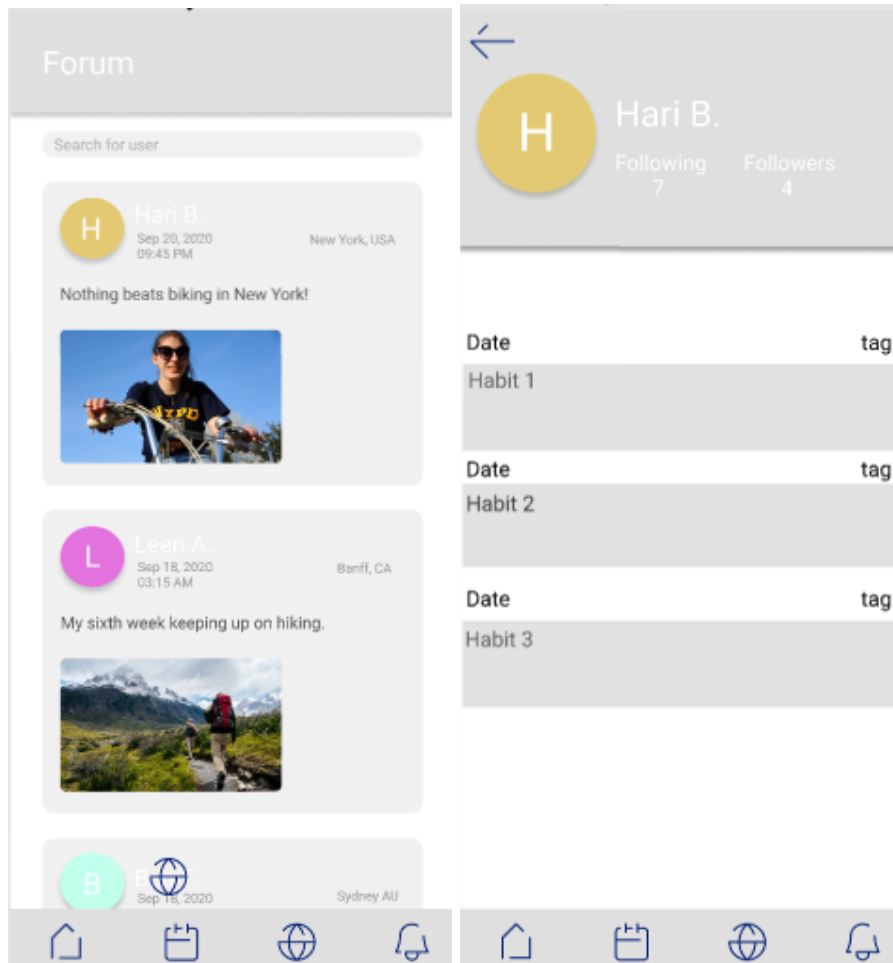 Forum
Search for user
H
Hari B.
Sep 20, 2020
09:45 PM
New York, USA
Nothing beats biking in New York!
L
Leen A.
Sep 18, 2020
03:15 AM
Banff, CA
My sixth week keeping up on hiking.
B
Sep 18, 2020
Sydney AU
H
Hari B.
Following
Followers
7
4
Date
tag
Habit 1
Date
tag
Habit 2
Date
tag
Habit 3